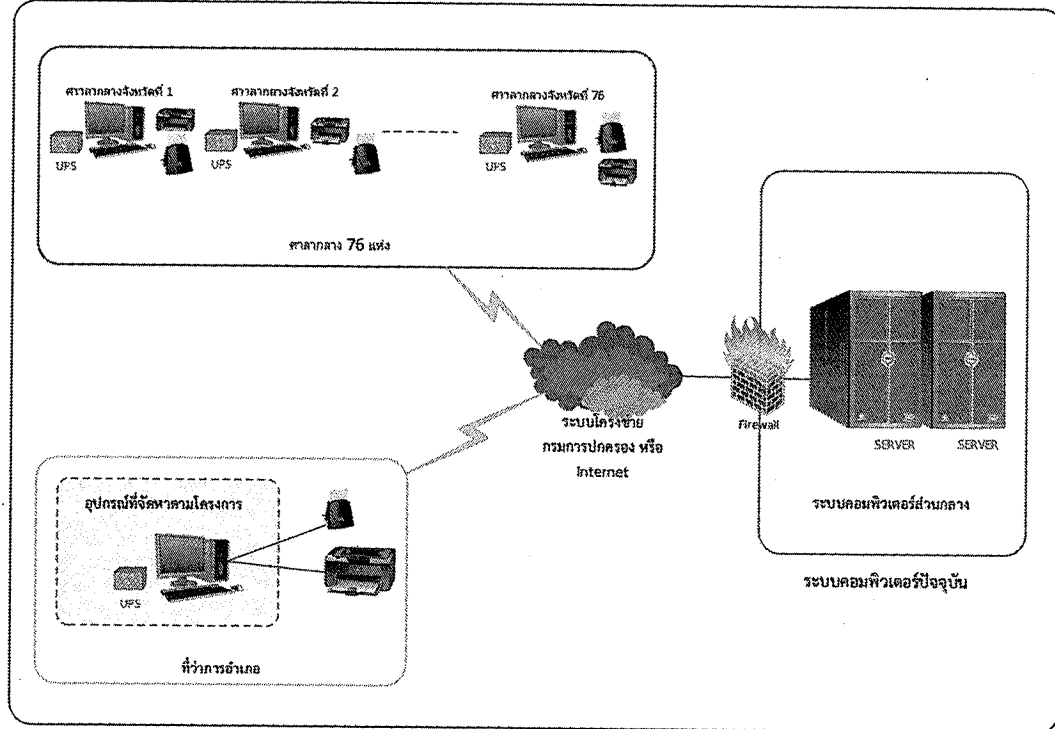 ศาลากลางจังหวัดที่ 1
ศาลากลางจังหวัดที่ 2
ศาลากลางจังหวัดที่ 76
UPS
UPS
UPS
ศาลากลาง 76 แห่ง
ระบบโครงข่าย
กรมการปกครอง หรือ
Internet
Firewall
SERVER
SERVER
ระบบคอมพิวเตอร์ส่วนกลาง
ระบบคอมพิวเตอร์ปัจจุบัน
อุปกรณ์ที่จัดหาตามโครงการ
UPS
ที่ว่าการอำเภอ